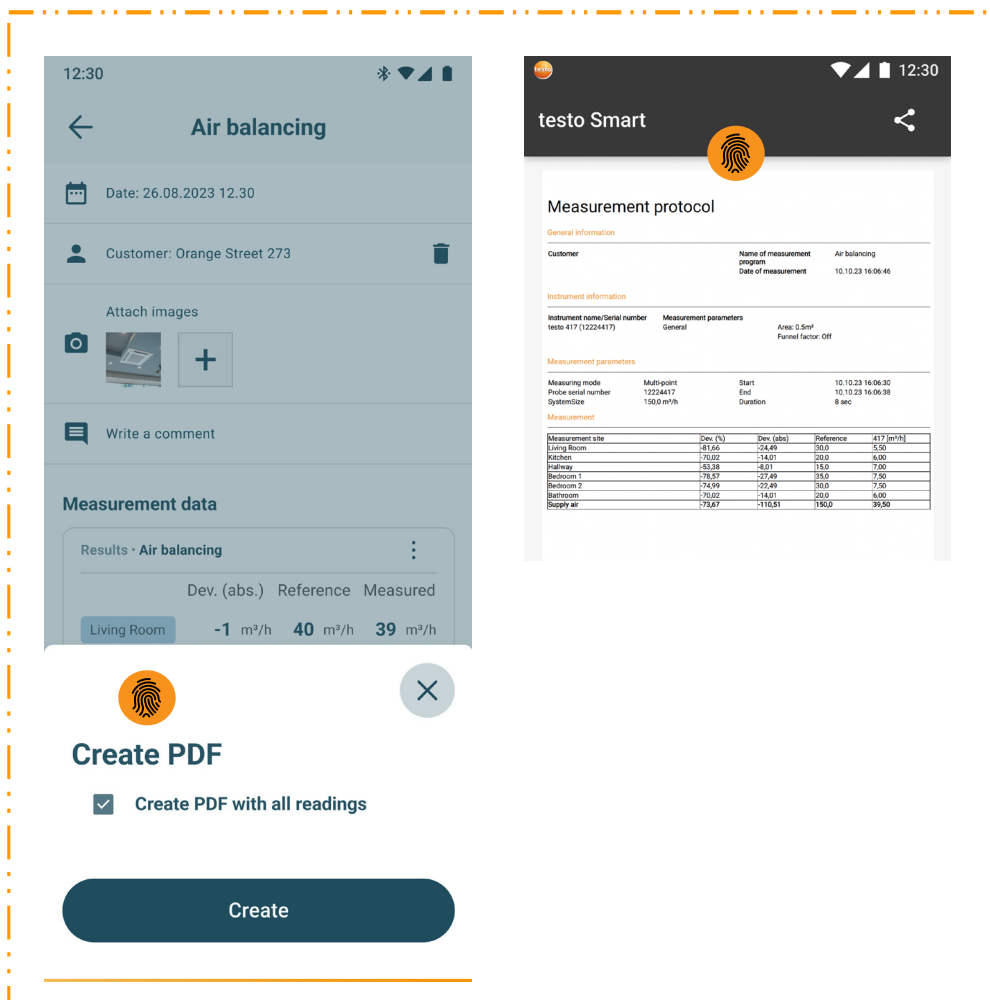 12:30
Air balancing
Date: 26.08.2023 12.30
Customer: Orange Street 273
Attach images
Write a comment
Measurement data
Results · Air balancing
Dev. (abs.) Reference Measured
Living Room -1 m³/h 40 m³/h 39 m³/h
Create PDF
Create PDF with all readings
Create
testo 12:30
testo Smart
Measurement protocol
General information
Customer Name of measurement program Air balancing
Date of measurement 10.10.23 16:06:46
Instrument information
Instrument name/Serial number Measurement parameters
testo 417 (12224417) General Area: 0.5m²
Funnel factor: Off
Measurement parameters
Measuring mode Multi-point Start 10.10.23 16:06:30
Probe serial number 12224417 End 10.10.23 16:06:38
SystemSize 150,0 m³/h Duration 8 sec
Measurement
Measurement site Dev. (%) Dev. (abs) Reference 417 [m³/h]
Living Room -81,66 -24,49 30,0 5,50
Kitchen -70,02 -14,01 20,0 6,00
Hallway -53,38 -8,01 15,0 7,00
Bedroom 1 -78,57 -27,49 35,0 7,50
Bedroom 2 -74,99 -22,49 30,0 7,50
Bathroom -70,02 -14,01 20,0 6,00
Supply air -73,67 -110,51 150,0 39,50